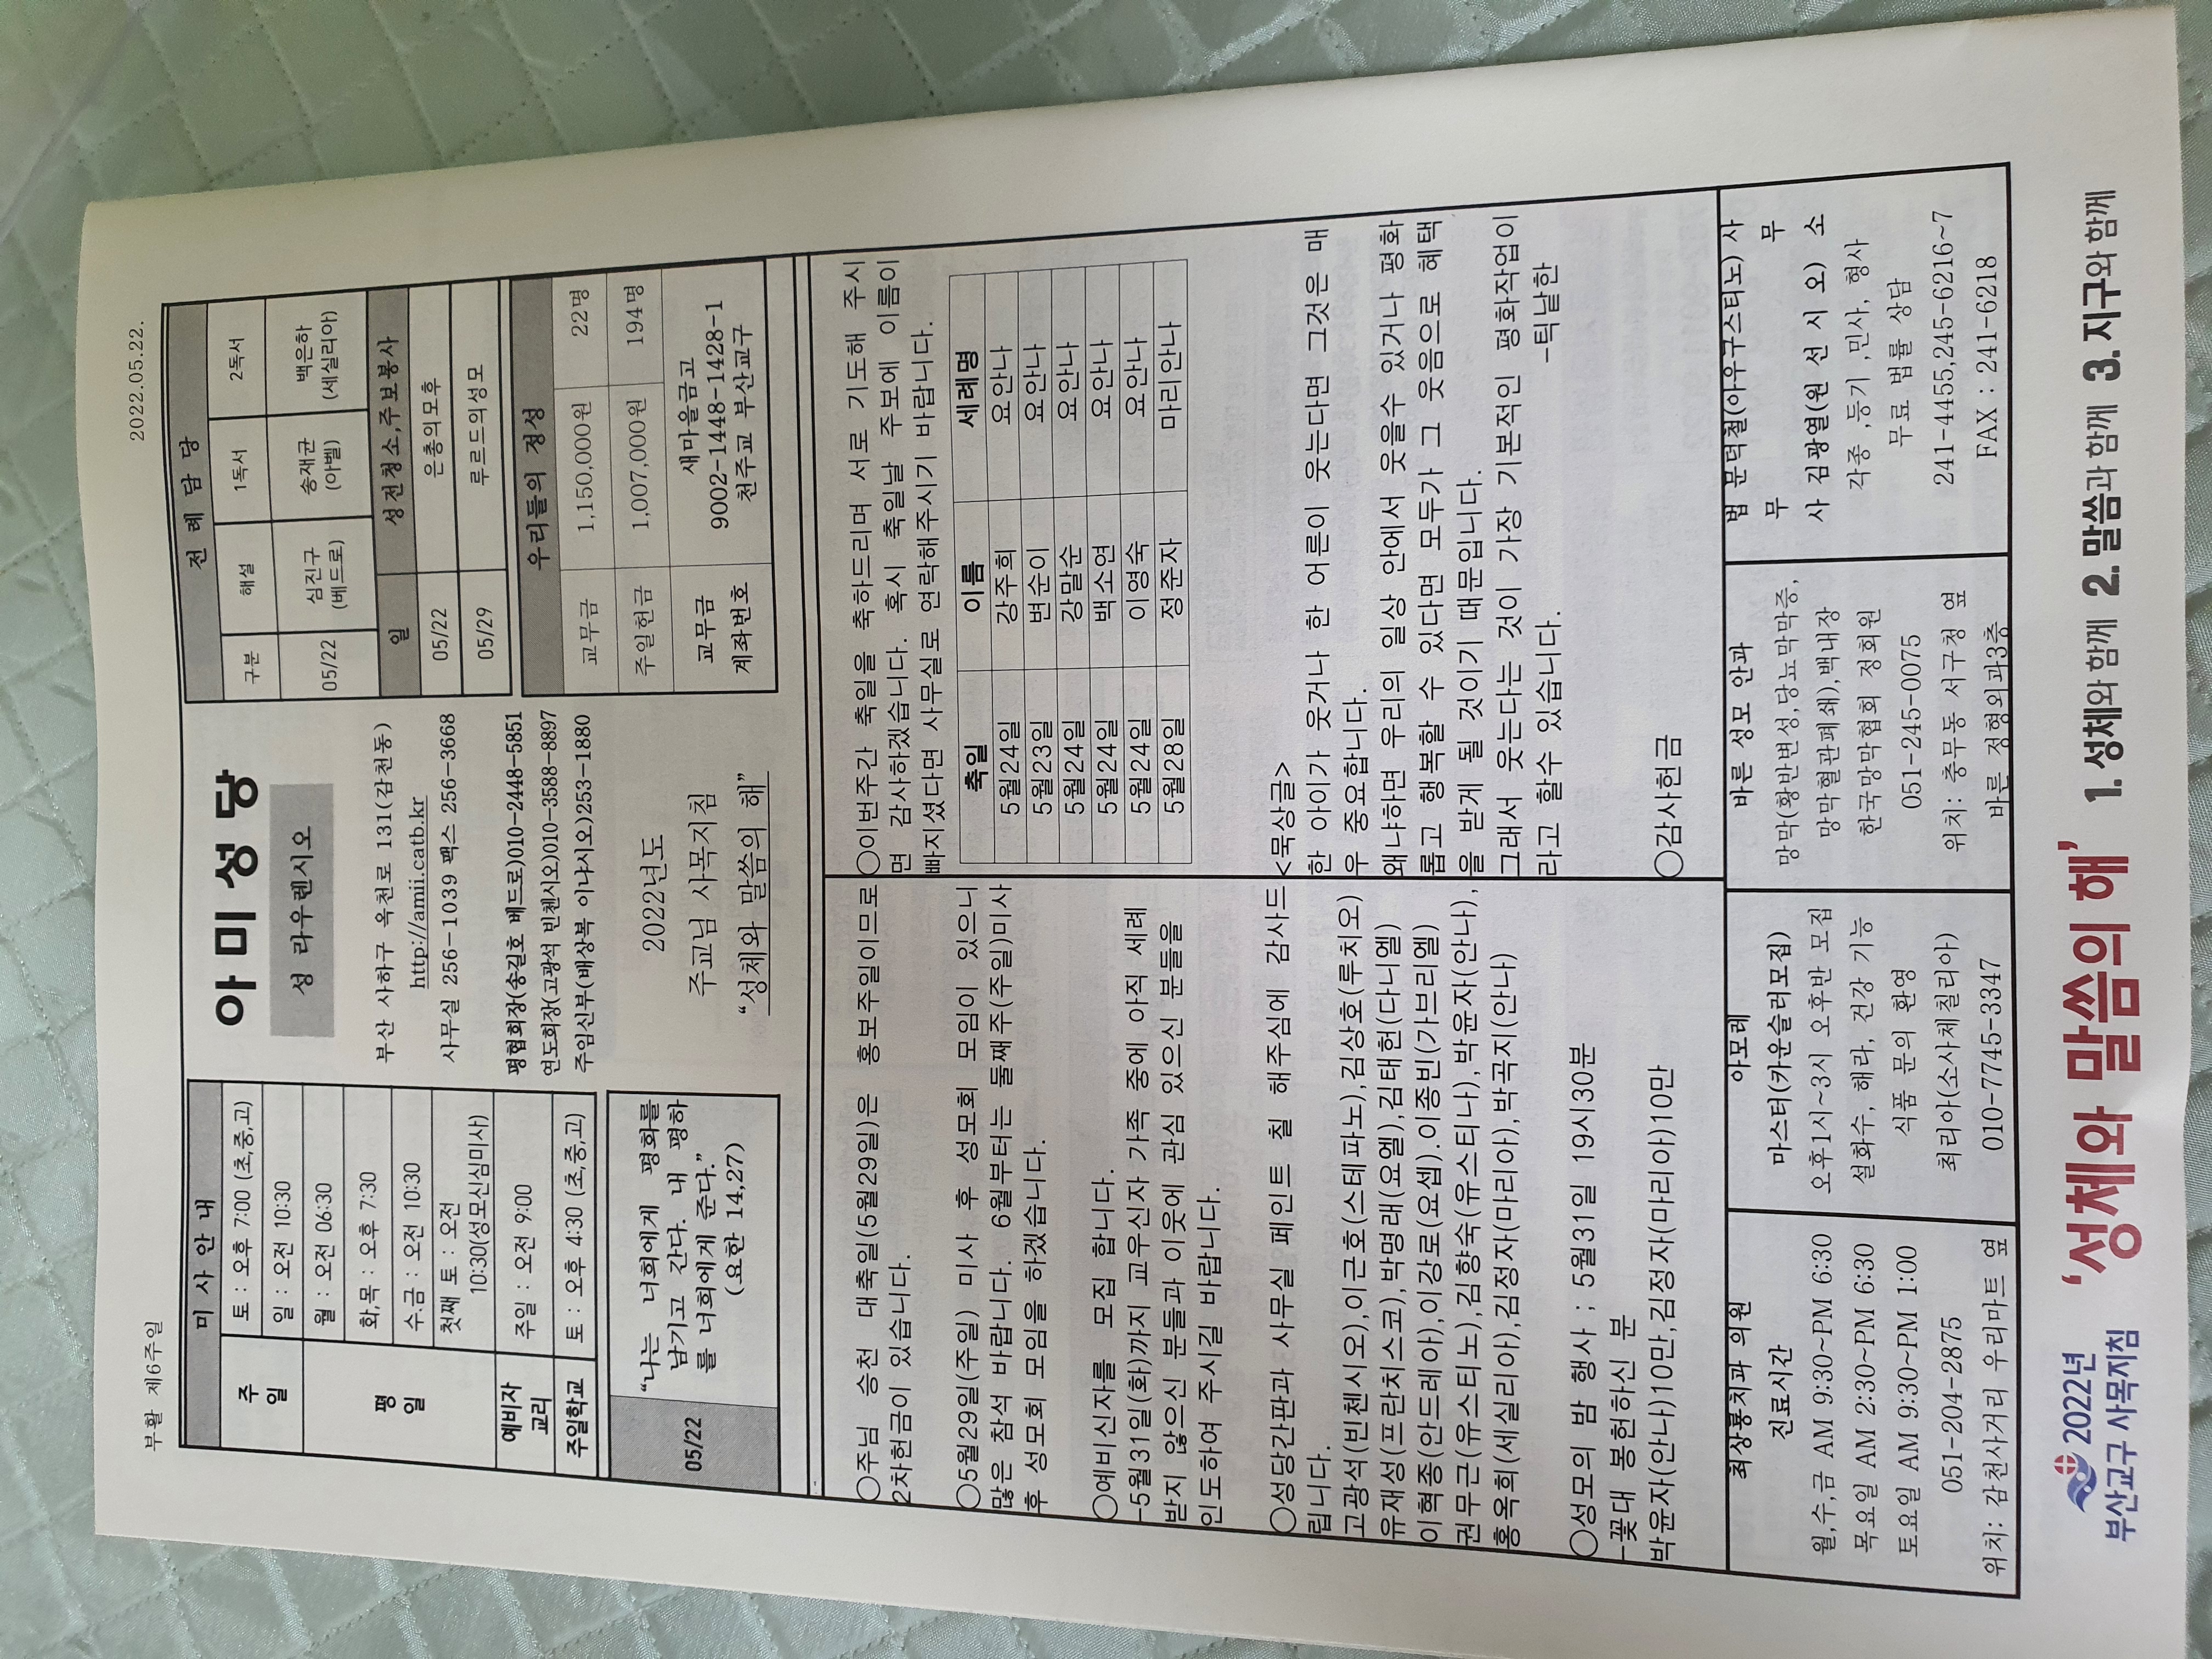 부활 제6주일
2022.05.22.
미 사 안 내
주 일
토 : 오후 7:00 (초,중,고)
일 : 오전 10:30
평 일
월 : 오전 06:30
화,목 : 오후 7:30
수.금 : 오전 10:30
첫째 토 : 오전
10:30(성모신심미사)
예비자 교리
주일 : 오전 9:00
주일학교
토 : 오후 4:30 (초,중,고)
05/22
“나는 너희에게 평화를
남기고 간다. 내 평화
를 너희에게 준다.”
(요한 14,27)
아미성당
성 라우렌시오
부산 사하구 옥천로 131(감천동)
http://amii.catb.kr
사무실 256-1039 팩스 256-3668
평협회장(송길호 베드로)010-2448-5851
연도회장(고광석 빈첸시오)010-3588-8897
주임신부(배상복 이냐시오)253-1880
2022년도
주교님 사목지침
“성체와 말씀의 해”
전 례 담 당
구분 해설 1독서 2독서
05/22 심진구 (베드로) 송재균 (아벨) 백은하 (세실리아)
일 성전청소,주보봉사
05/22 은총의모후
05/29 루르드의성모
우리들의 정성
교무금 1,150,000원 22명
주일헌금 1,007,000원 194명
교무금 계좌번호
새마을금고
9002-1448-1428-1
천주교 부산교구
○주님 승천 대축일(5월29일)은 홍보주일이므로
2차헌금이 있습니다.
○5월29일(주일) 미사 후 성모회 모임이 있으니
많은 참석 바랍니다. 6월부터는 둘째주(주일)미사
후 성모회 모임을 하겠습니다.
○예비신자를 모집 합니다.
-5월31일(화)까지 교우신자 가족 중에 아직 세례
받지 않으신 분들과 이웃에 관심 있으신 분들을
인도하여 주시길 바랍니다.
○성당간판과 사무실 페인트 칠 해주심에 감사드
립니다.
고광석(빈첸시오),이근호(스테파노),김상호(루치오)
유재성(프란치스코),박명래(요엘),김태헌(다니엘)
이혁종(안드레아),이강로(요셉).이종빈(가브리엘)
권무근(유스티노),김향숙(유스티나),박윤자(안나),
홍옥희(세실리아),김정자(마리아),박곡지(안나)
○성모의 밤 행사 ; 5월31일 19시30분
-꽃대 봉헌하신 분
박윤자(안나)10만,김정자(마리아)10만
○이번주간 축일을 축하드리며 서로 기도해 주시
면 감사하겠습니다. 혹시 축일날 주보에 이름이
빠지셨다면 사무실로 연락해주시기 바랍니다.
축일 이름 세례명
5월24일 강주희 요안나
5월23일 변순이 요안나
5월24일 강말순 요안나
5월24일 백소연 요안나
5월24일 이영숙 요안나
5월28일 정준자 마리안나
<묵상글>
한 아이가 웃거나 한 어른이 웃는다면 그것은 매
우 중요합니다.
왜냐하면 우리의 일상 안에서 웃을수 있거나 평화
롭고 행복할 수 있다면 모두가 그 웃음으로 혜택
을 받게 될 것이기 때문입니다.
그래서 웃는다는 것이 가장 기본적인 평화작업이
라고 할수 있습니다.
-틱낱한
○감사헌금
최상룡치과 의원
진료시간
월,수,금 AM 9:30~PM 6:30
목요일 AM 2:30~PM 6:30
토요일 AM 9:30~PM 1:00
051-204-2875
위치: 감천사거리 우리마트 옆
아모레
마스터(카운슬러모집)
오후1시~3시 오후반 모집
설화수, 헤라, 건강 기능
식품 문의 환영
최리아(소사체칠리아)
010-7745-3347
바른 성모 안과
망막(황반변성,당뇨막막증,
망막혈관폐쇄),백내장
한국망막협회 정회원
051-245-0075
위치: 충무동 서구청 옆
바른 정형외과3층
법 문덕철(아우구스티노) 사
무 무
사 김광열(원 선 시 오) 소
각종 ,등기 ,민사, 형사
무료 법률 상담
241-4455,245-6216~7
FAX : 241-6218
2022년
부산교구 사목지침
‘성체와 말씀의 해’
1. 성체와 함께 2. 말씀과 함께 3. 지구와 함께